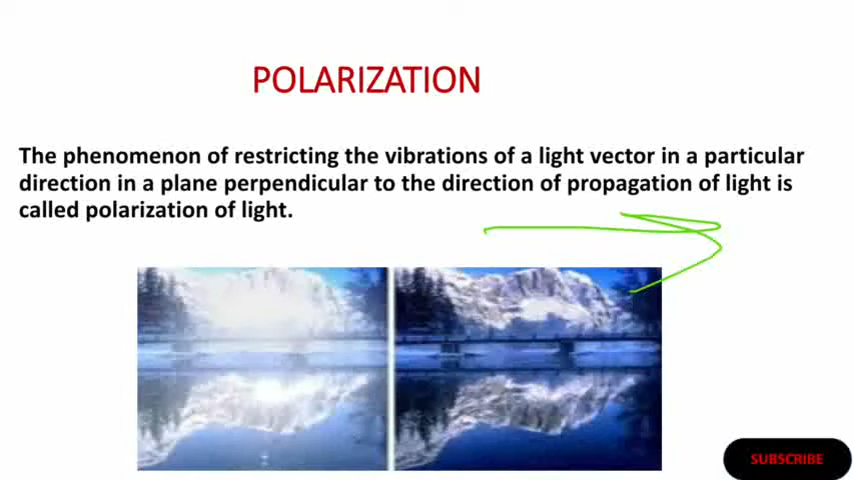 POLARIZATION
The phenomenon of restricting the vibrations of a light vector in a particular
direction in a plane perpendicular to the direction of propagation of light is
called polarization of light.
SUBSCRIBE